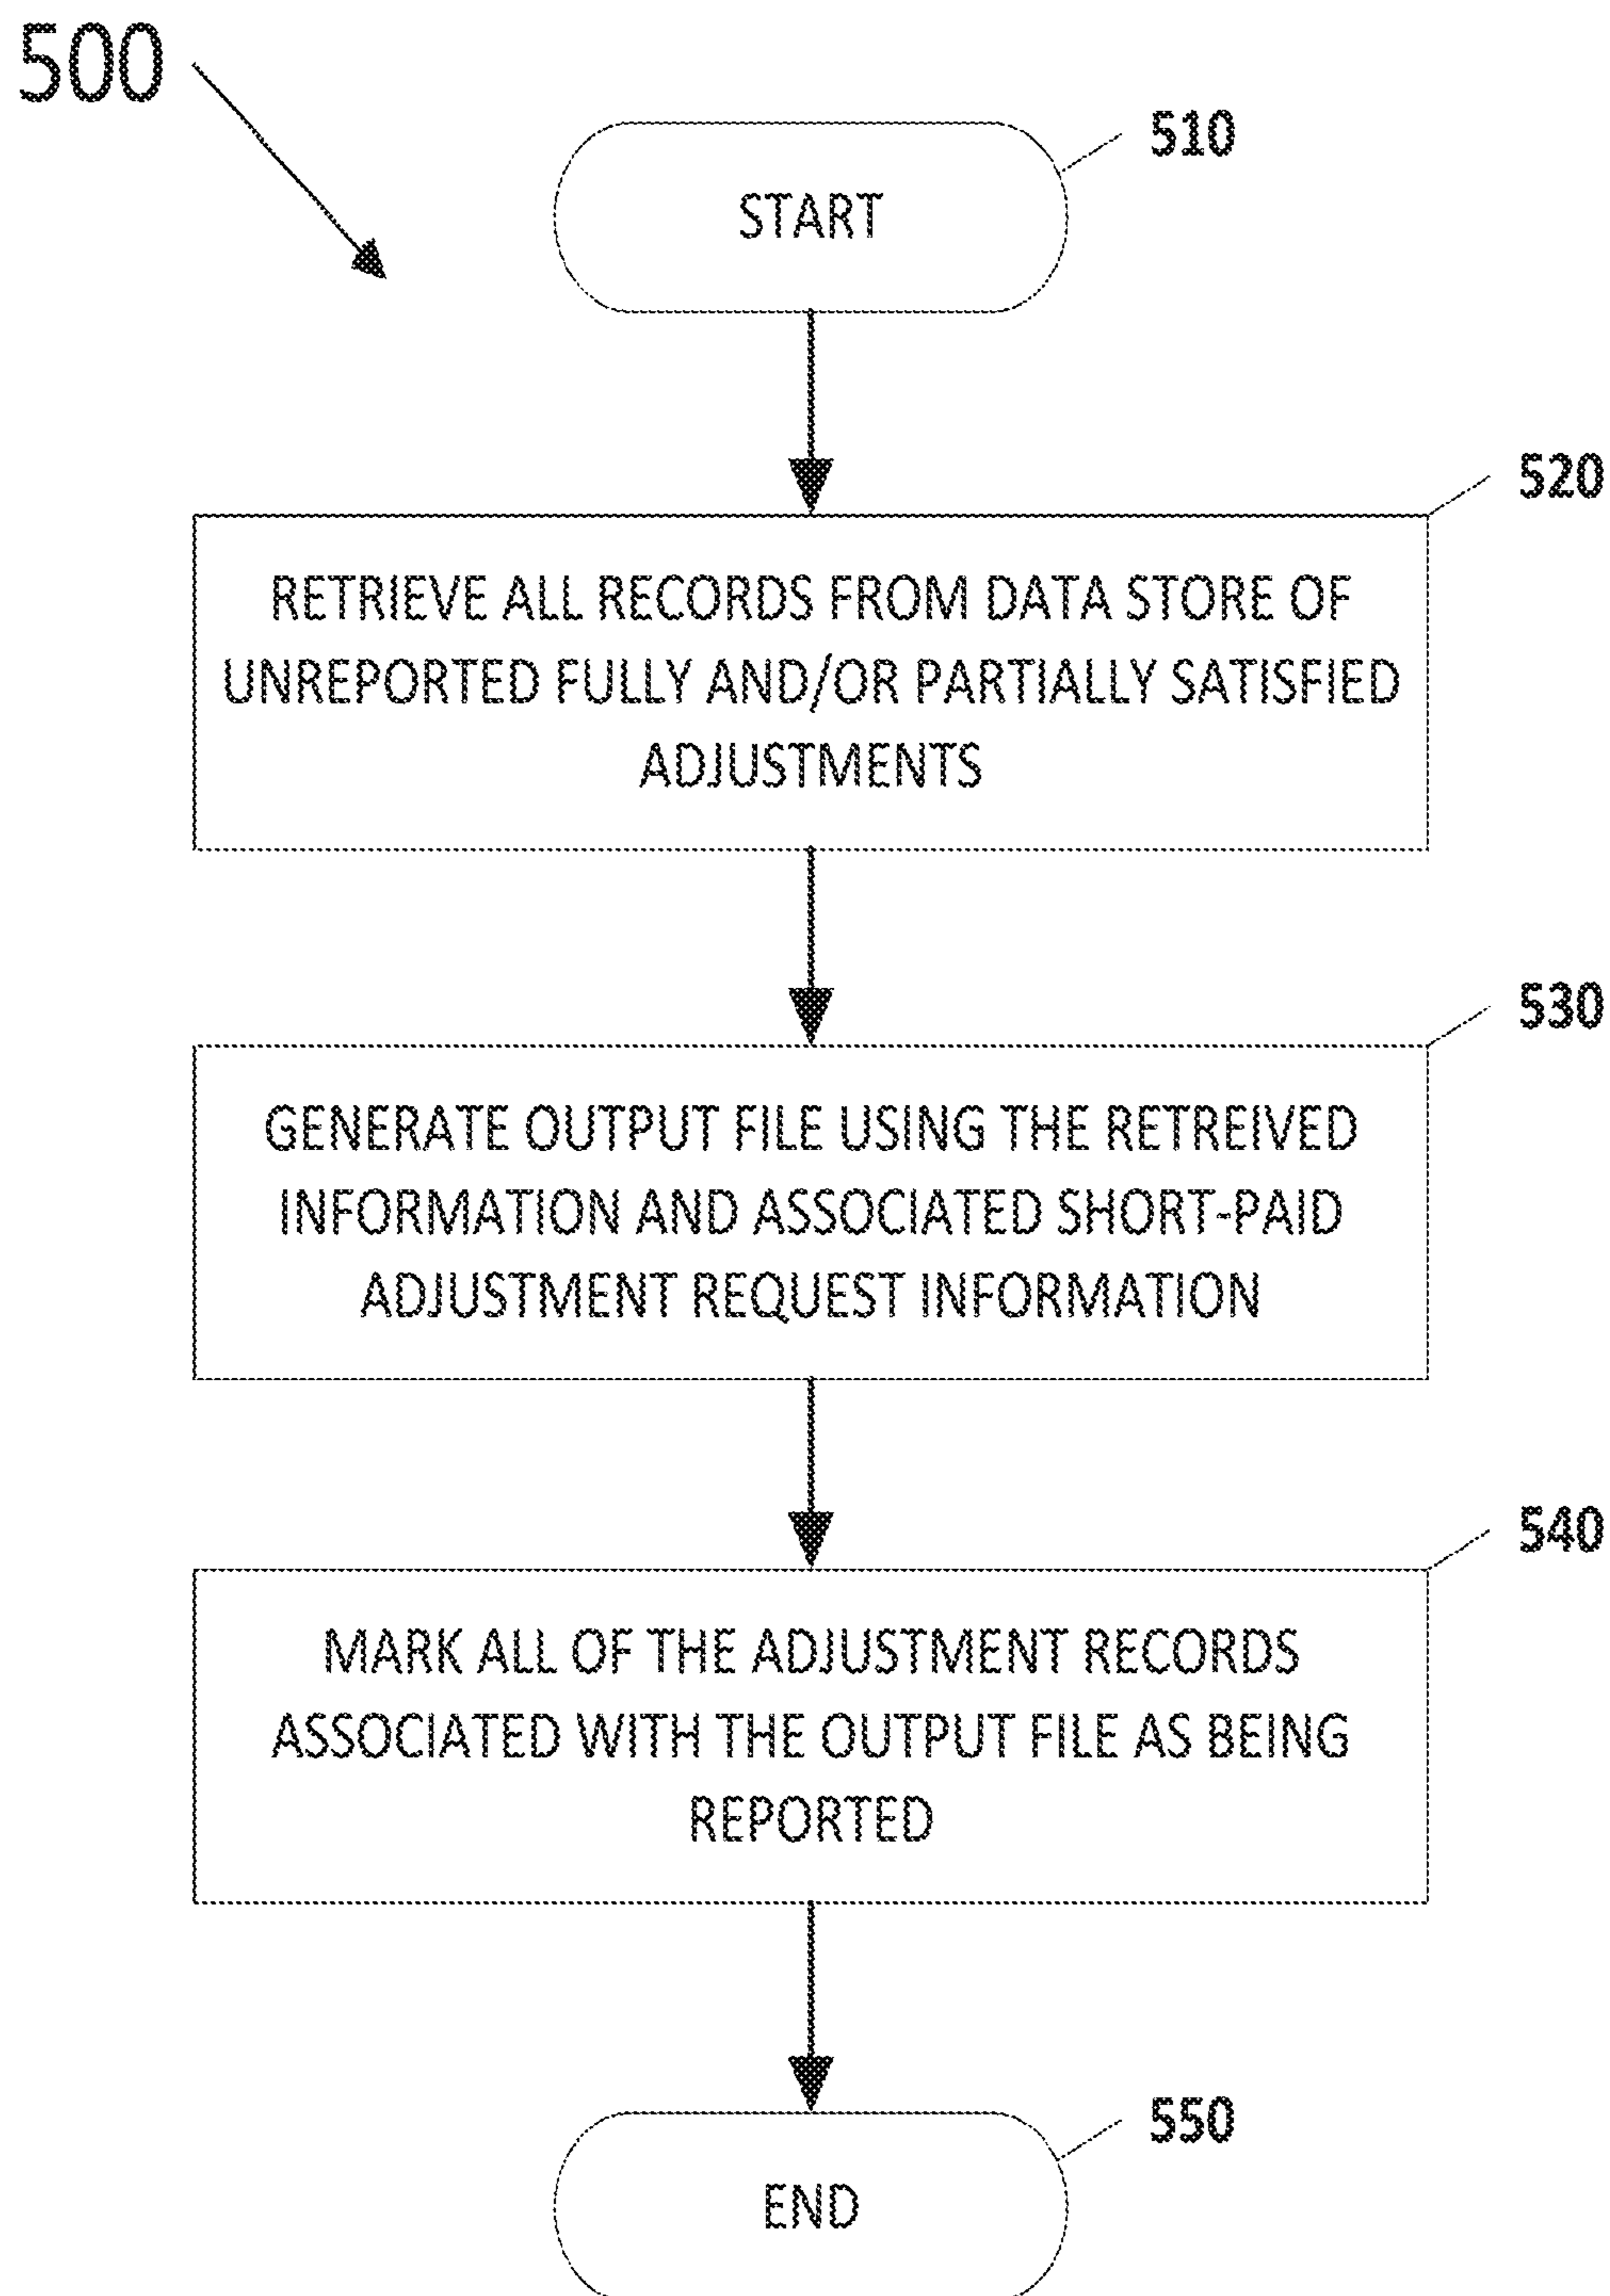 500
510
START
520
RETRIEVE ALL RECORDS FROM DATA STORE OF
UNREPORTED FULLY AND/OR PARTIALLY SATISFIED
ADJUSTMENTS
530
GENERATE OUTPUT FILE USING THE RETREIVED
INFORMATION AND ASSOCIATED SHORT-PAID
ADJUSTMENT REQUEST INFORMATION
540
MARK ALL OF THE ADJUSTMENT RECORDS
ASSOCIATED WITH THE OUTPUT FILE AS BEING
REPORTED
550
END